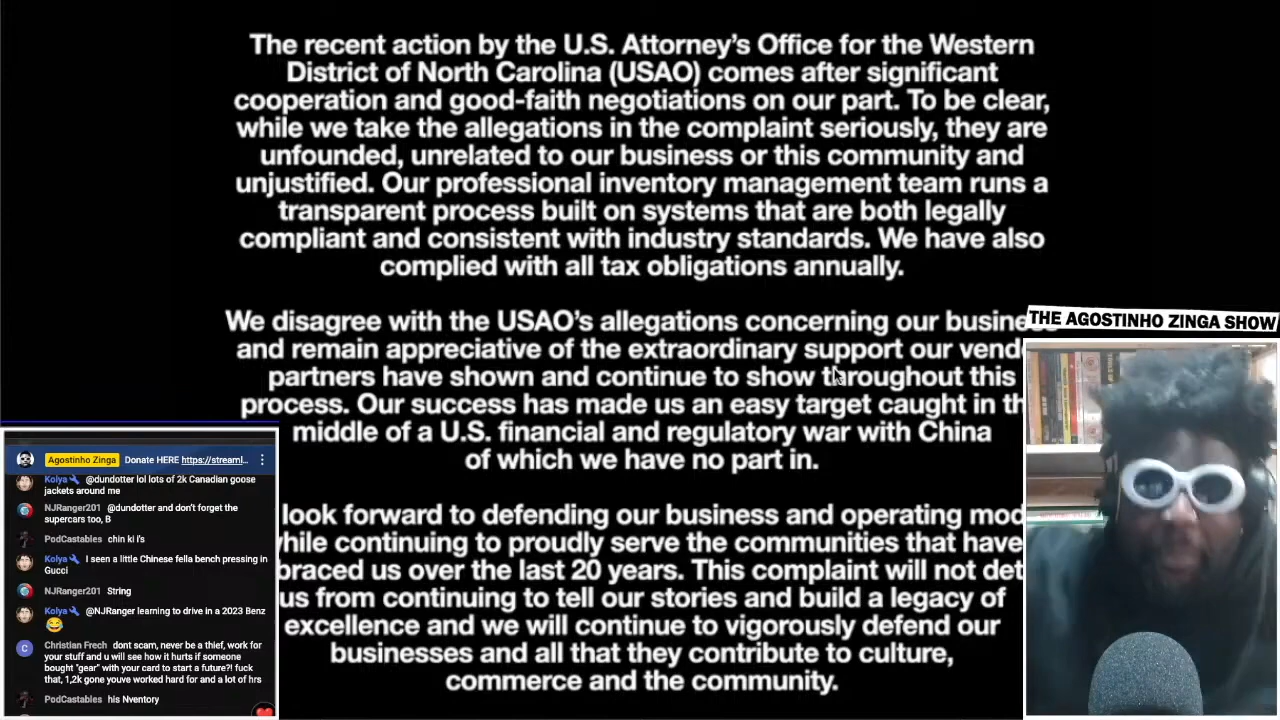 The recent action by the U.S. Attorney's Office for the Western
District of North Carolina (USAO) comes after significant
cooperation and good-faith negotiations on our part. To be clear,
while we take the allegations in the complaint seriously, they are
unfounded, unrelated to our business or this community and
unjustified. Our professional inventory management team runs a
transparent process built on systems that are both legally
compliant and consistent with industry standards. We have also
complied with all tax obligations annually.
We disagree with the USAO's allegations concerning our busine
and remain appreciative of the extraordinary support our vend
partners have shown and continue to show throughout this
process. Our success has made us an easy target caught in th
middle of a U.S. financial and regulatory war with China
of which we have no part in.
look forward to defending our business and operating mod
while continuing to proudly serve the communities that have
braced us over the last 20 years. This complaint will not det
us from continuing to tell our stories and build a legacy of
excellence and we will continue to vigorously defend our
businesses and all that they contribute to culture,
commerce and the community.
THE AGOSTINHO ZINGA SHOW
Agostinho Zinga Donate HERE https://streaml...
Kolya @dundotter lol lots of 2k Canadian goose
jackets around me
NJRanger201 @dundotter and don't forget the
supercars too, B
PodCastables chin ki's
Kolya I seen a little Chinese fella bench pressing in
Gucci
NJRanger201 String
Kolya @NJRanger learning to drive in a 2023 Benz
😂
C
Christian Frech dont scam, never be a thief, work for
your stuff and u will see how it hurts if someone
bought "gear" with your card to start a future?! fuck
that, 1,2k gone youve worked hard for and a lot of hrs
PodCastables his Nventory